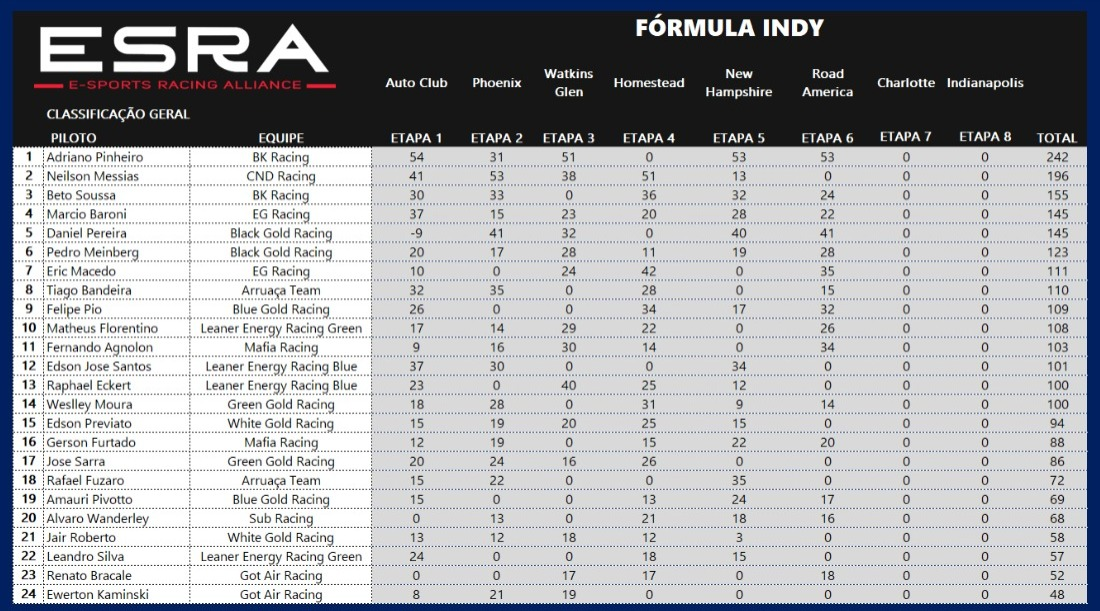 ESRA
E-SPORTS RACING ALLIANCE
FÓRMULA INDY
Auto Club Phoenix Watkins Glen Homestead New Hampshire Road America Charlotte Indianapolis
CLASSIFICAÇÃO GERAL
PILOTO EQUIPE ETAPA 1 ETAPA 2 ETAPA 3 ETAPA 4 ETAPA 5 ETAPA 6 ETAPA 7 ETAPA 8 TOTAL
1 Adriano Pinheiro BK Racing 54 31 51 0 53 53 0 0 242
2 Neilson Messias CND Racing 41 53 38 51 13 0 0 0 196
3 Beto Soussa BK Racing 30 33 0 36 32 24 0 0 155
4 Marcio Baroni EG Racing 37 15 23 20 28 22 0 0 145
5 Daniel Pereira Black Gold Racing -9 41 32 0 40 41 0 0 145
6 Pedro Meinberg Black Gold Racing 20 17 28 11 19 28 0 0 123
7 Eric Macedo EG Racing 10 0 24 42 0 35 0 0 111
8 Tiago Bandeira Arruaça Team 32 35 0 28 0 15 0 0 110
9 Felipe Pio Blue Gold Racing 26 0 0 34 17 32 0 0 109
10 Matheus Florentino Leaner Energy Racing Green 17 14 29 22 0 26 0 0 108
11 Fernando Agnolon Mafia Racing 9 16 30 14 0 34 0 0 103
12 Edson Jose Santos Leaner Energy Racing Blue 37 30 0 0 34 0 0 0 101
13 Raphael Eckert Leaner Energy Racing Blue 23 0 40 25 12 0 0 0 100
14 Weslley Moura Green Gold Racing 18 28 0 31 9 14 0 0 100
15 Edson Previato White Gold Racing 15 19 20 25 15 0 0 0 94
16 Gerson Furtado Mafia Racing 12 19 0 15 22 20 0 0 88
17 Jose Sarra Green Gold Racing 20 24 16 26 0 0 0 0 86
18 Rafael Fuzaro Arruaça Team 15 22 0 0 35 0 0 0 72
19 Amauri Pivotto Blue Gold Racing 15 0 0 13 24 17 0 0 69
20 Alvaro Wanderley Sub Racing 0 13 0 21 18 16 0 0 68
21 Jair Roberto White Gold Racing 13 12 18 12 3 0 0 0 58
22 Leandro Silva Leaner Energy Racing Green 24 0 0 18 15 0 0 0 57
23 Renato Bracale Got Air Racing 0 0 17 17 0 18 0 0 52
24 Ewerton Kaminski Got Air Racing 8 21 19 0 0 0 0 0 48